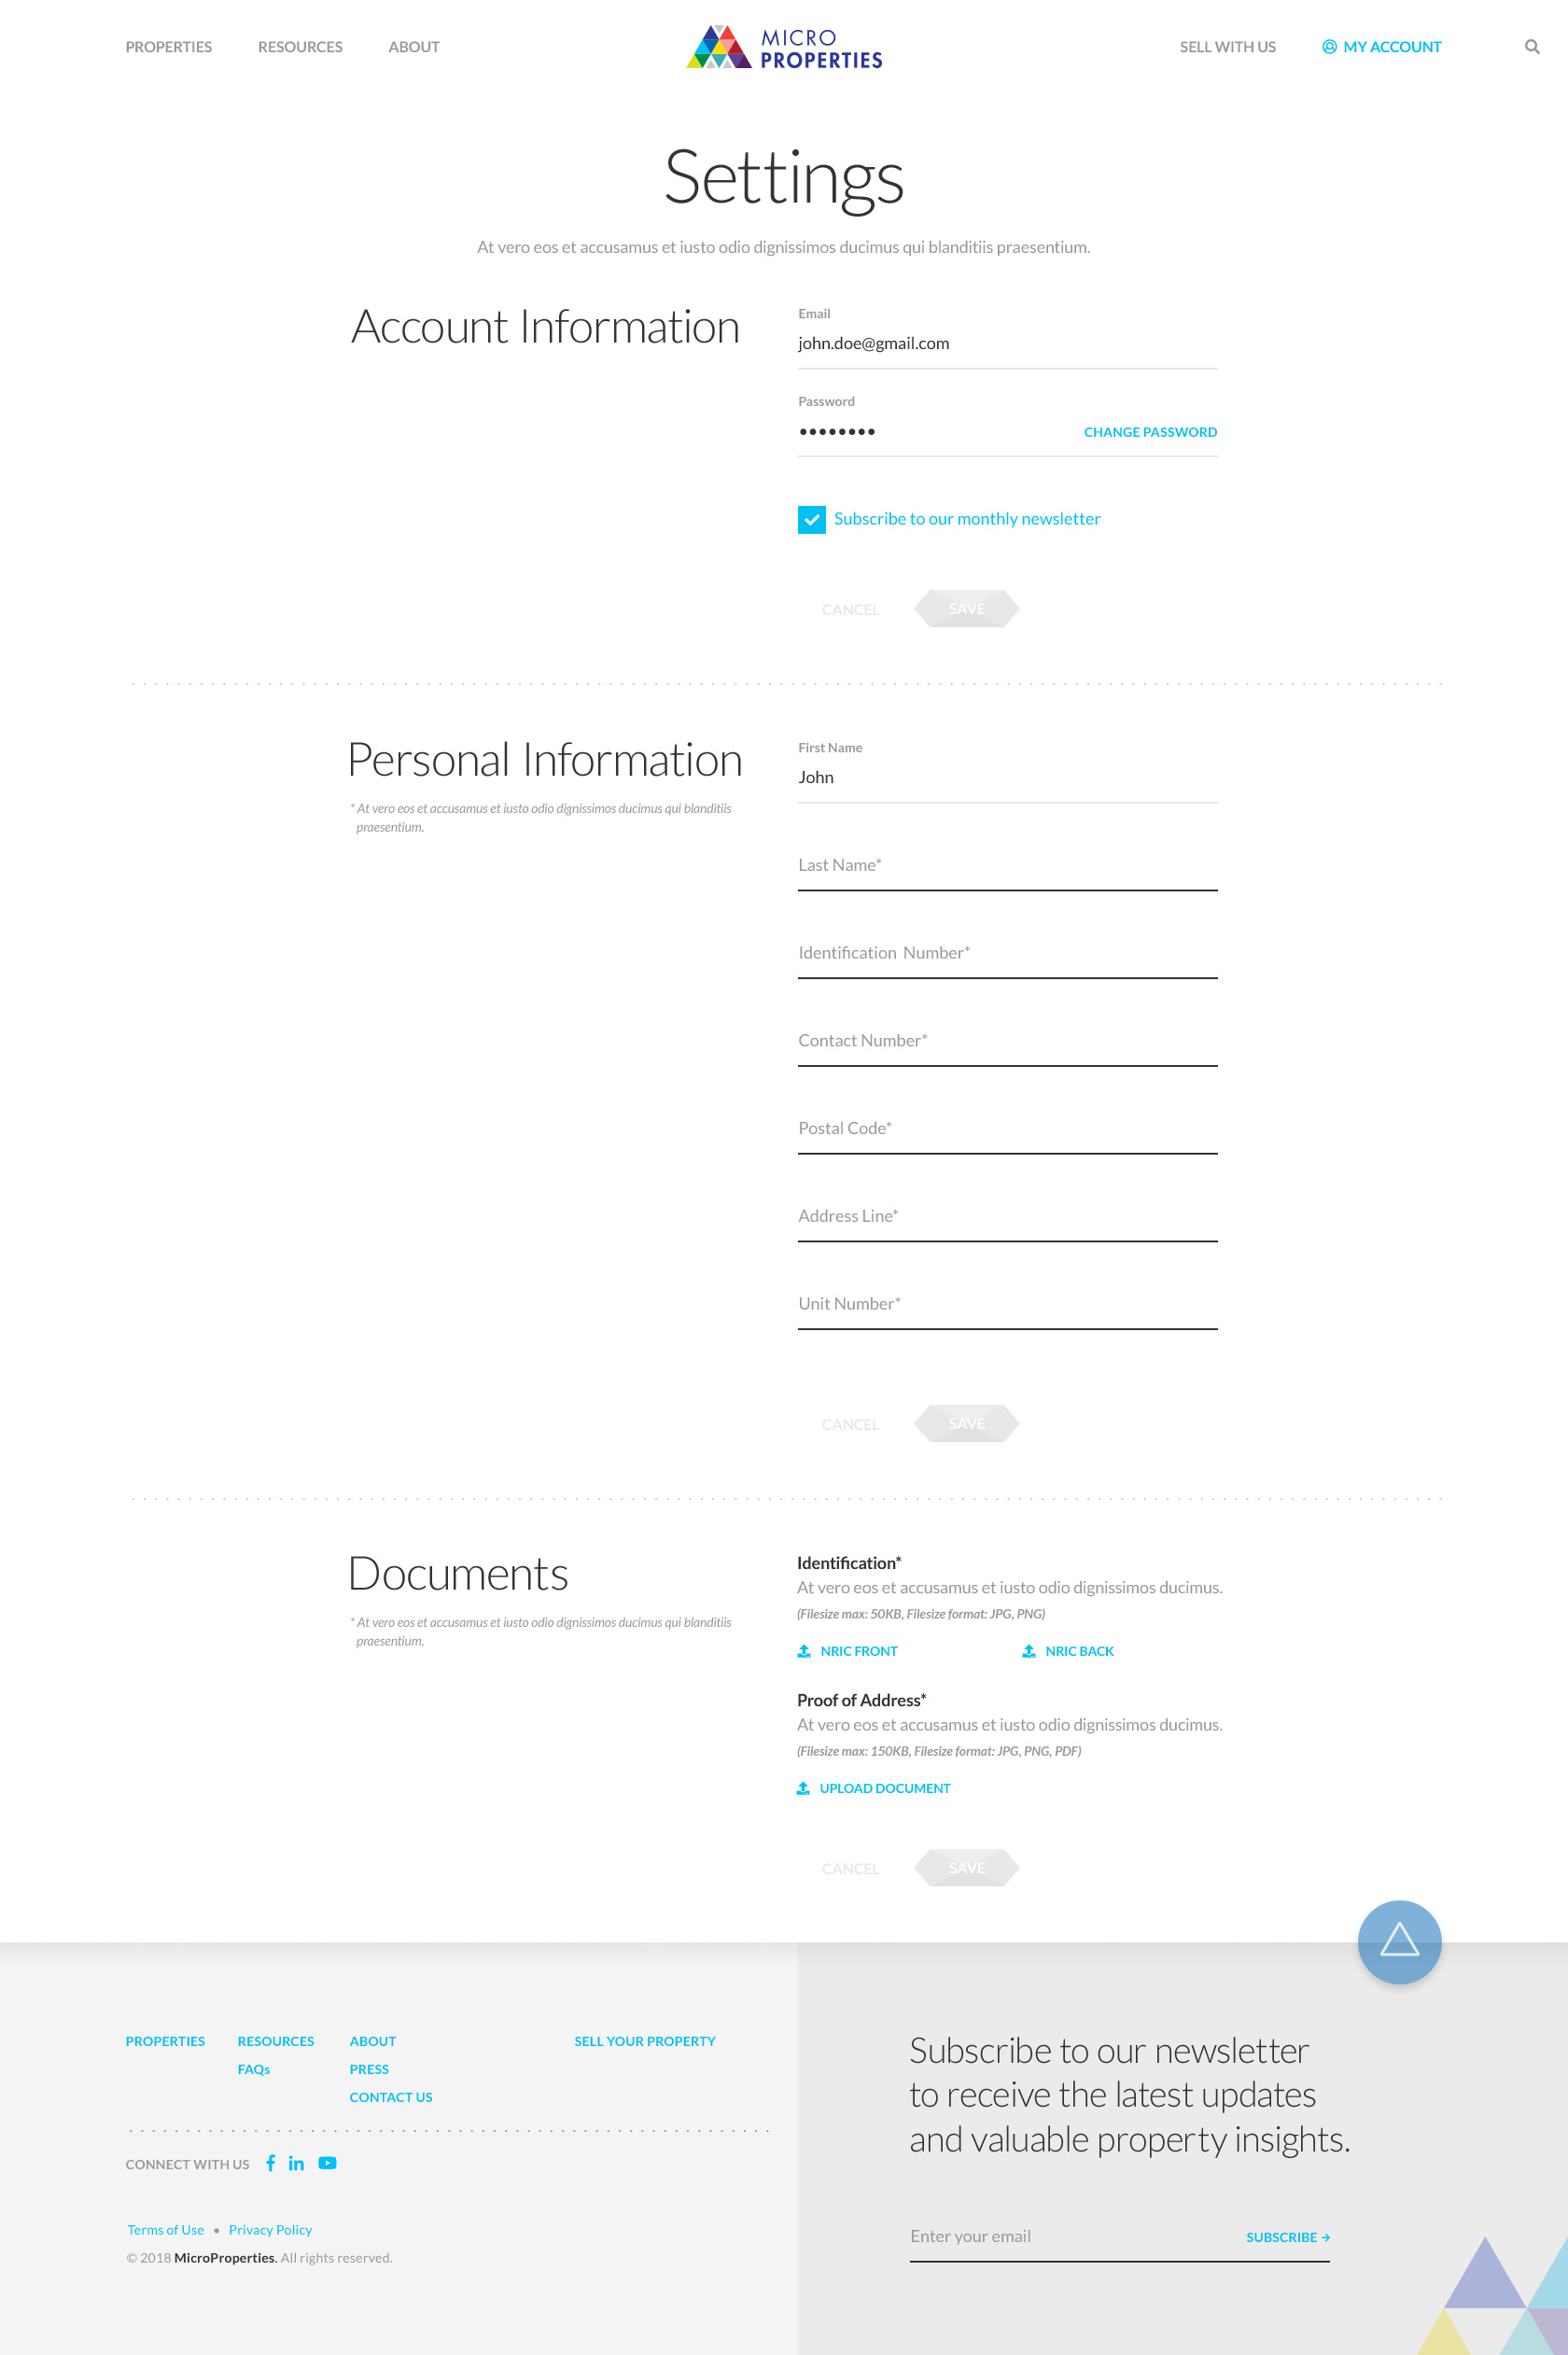 PROPERTIES RESOURCES ABOUT
MICRO
PROPERTIES
SELL WITH US MY ACCOUNT
Settings
At vero eos et accusamus et iusto odio dignissimos ducimus qui blanditiis praesentium.
Account Information
Email
john.doe@gmail.com
Password
•••••••• CHANGE PASSWORD
Subscribe to our monthly newsletter
CANCEL SAVE
Personal Information
* At vero eos et accusamus et iusto odio dignissimos ducimus qui blanditiis
praesentium.
First Name
John
Last Name*
Identification Number*
Contact Number*
Postal Code*
Address Line*
Unit Number*
CANCEL SAVE
Documents
* At vero eos et accusamus et iusto odio dignissimos ducimus qui blanditiis
praesentium.
Identification*
At vero eos et accusamus et iusto odio dignissimos ducimus.
(Filesize max: 50KB, Filesize format: JPG, PNG)
NRIC FRONT NRIC BACK
Proof of Address*
At vero eos et accusamus et iusto odio dignissimos ducimus.
(Filesize max: 150KB, Filesize format: JPG, PNG, PDF)
UPLOAD DOCUMENT
CANCEL SAVE
PROPERTIES RESOURCES ABOUT SELL YOUR PROPERTY
FAQs PRESS
CONTACT US
CONNECT WITH US
Terms of Use • Privacy Policy
© 2018 MicroProperties. All rights reserved.
Subscribe to our newsletter
to receive the latest updates
and valuable property insights.
Enter your email SUBSCRIBE →